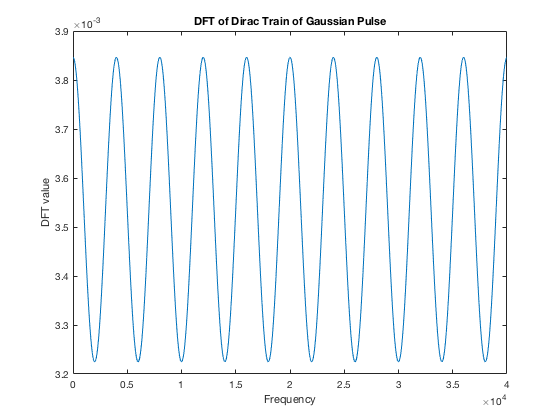 ×10⁻³
DFT of Dirac Train of Gaussian Pulse
3.9
3.8
3.7
3.6
3.5
3.4
3.3
3.2
DFT value
0 0.5 1 1.5 2 2.5 3 3.5 4
Frequency
×10⁴